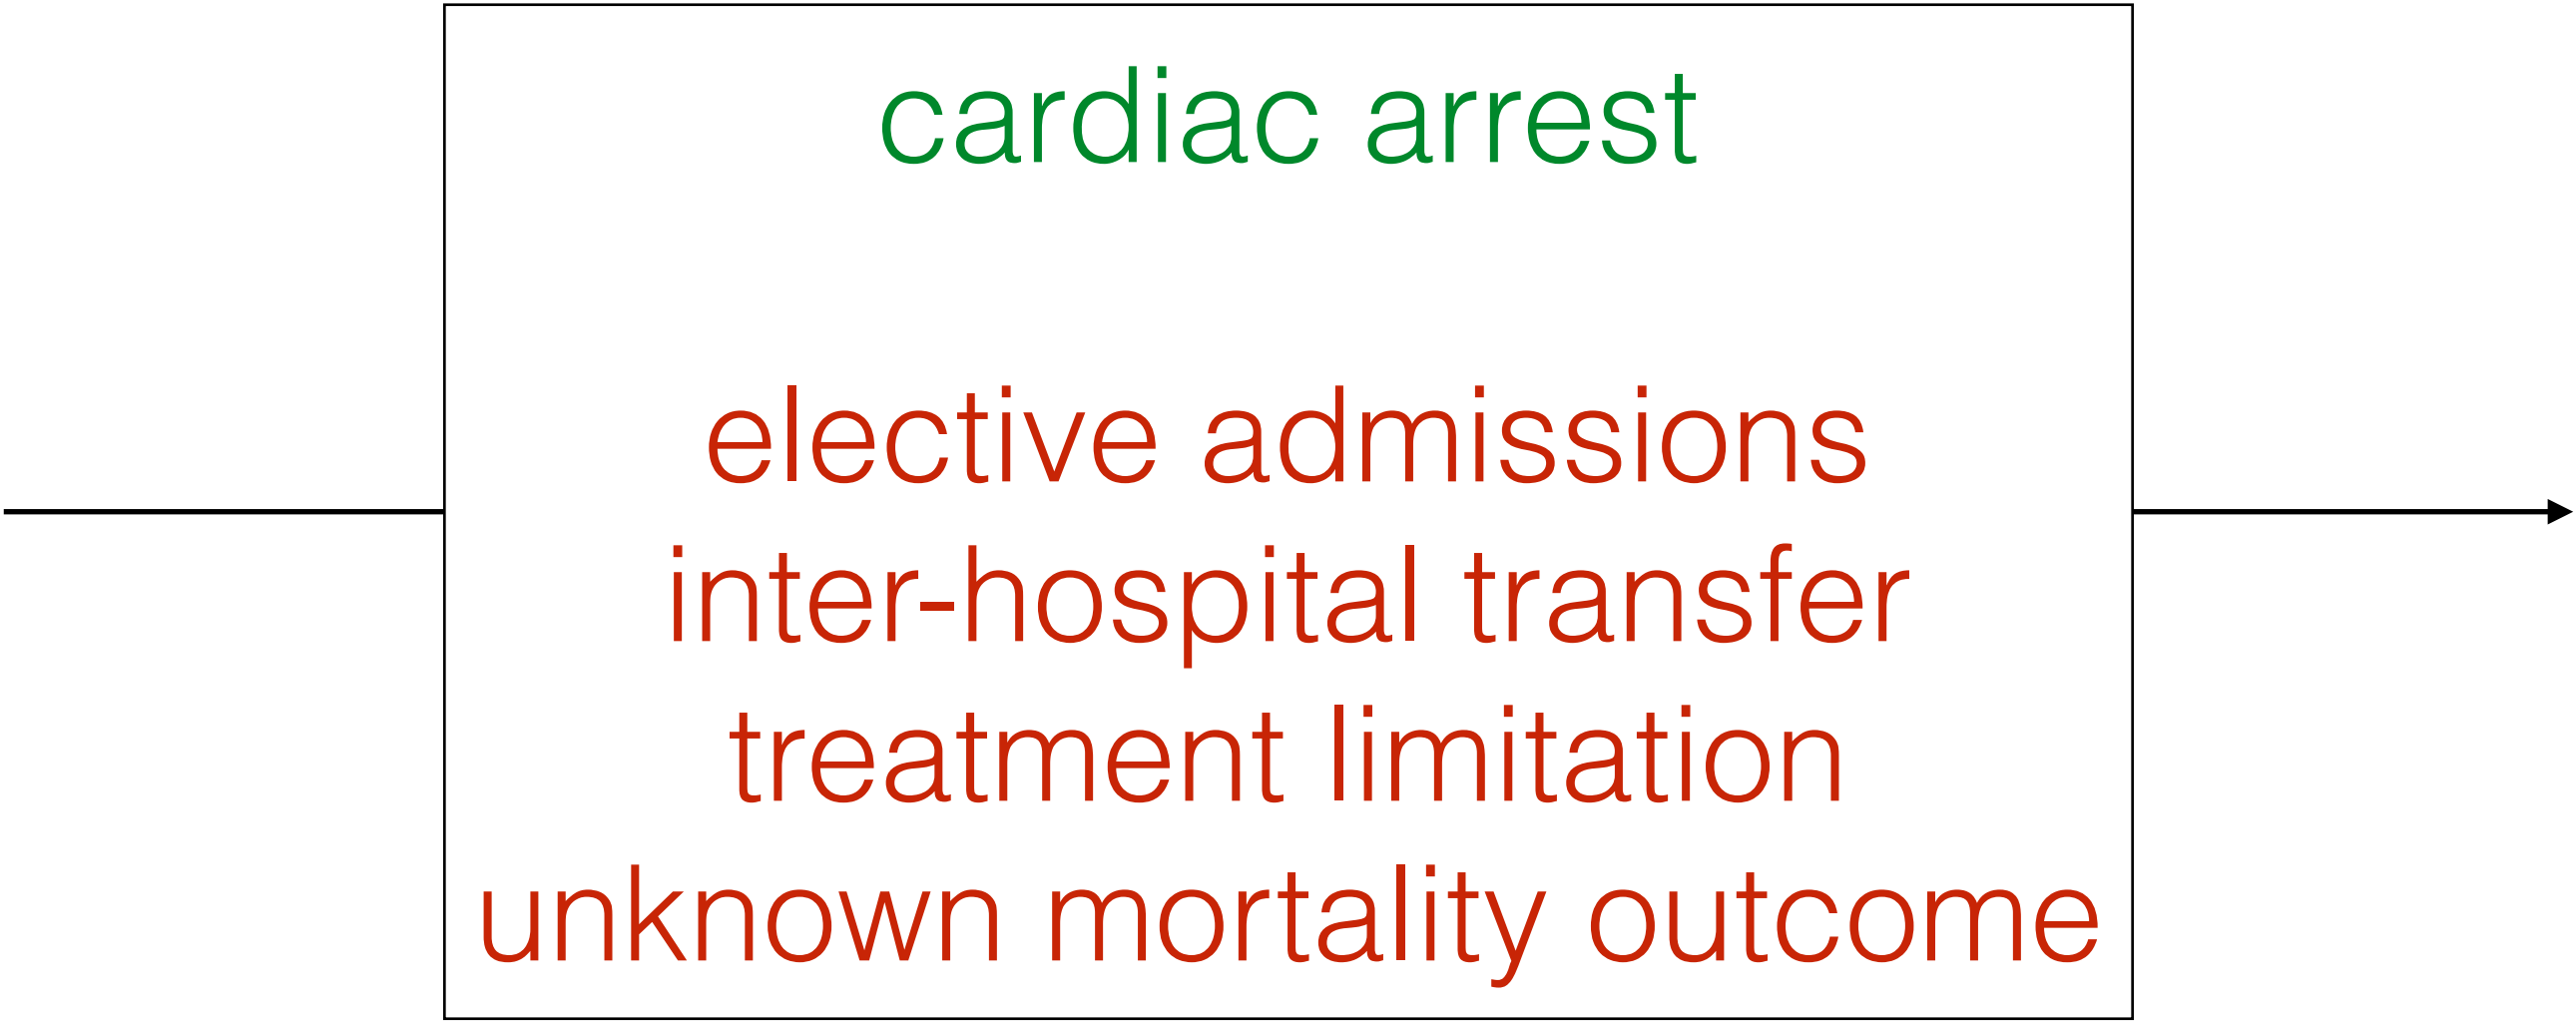 cardiac arrest
elective admissions
inter-hospital transfer
treatment limitation
unknown mortality outcome